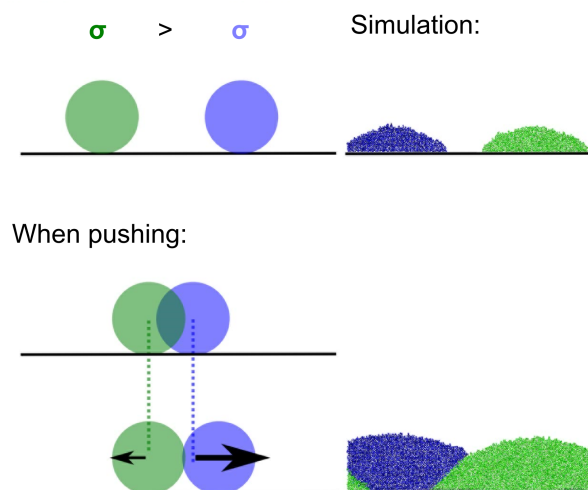 σ > σ
Simulation:
When pushing: